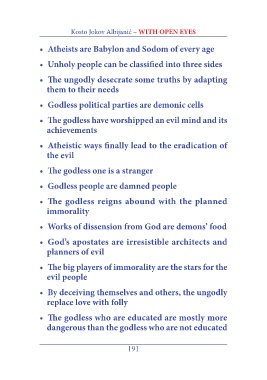 Kosto Jokov Albijanić – WITH OPEN EYES
• Atheists are Babylon and Sodom of every age
• Unholy people can be classified into three sides
• The ungodly desecrate some truths by adapting
them to their needs
• Godless political parties are demonic cells
• The godless have worshipped an evil mind and its
achievements
• Atheistic ways finally lead to the eradication of
the evil
• The godless one is a stranger
• Godless people are damned people
• The godless reigns abound with the planned
immorality
• Works of dissension from God are demons' food
• God's apostates are irresistible architects and
planners of evil
• The big players of immorality are the stars for the
evil people
• By deceiving themselves and others, the ungodly
replace love with folly
• The godless who are educated are mostly more
dangerous than the godless who are not educated
191